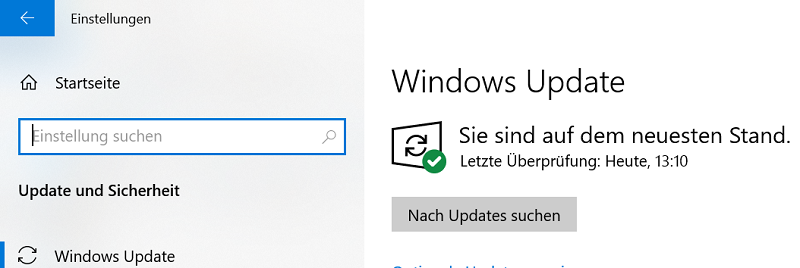 Einstellungen
Startseite
Einstellung suchen
Update und Sicherheit
Windows Update
Windows Update
Sie sind auf dem neuesten Stand.
Letzte Überprüfung: Heute, 13:10
Nach Updates suchen